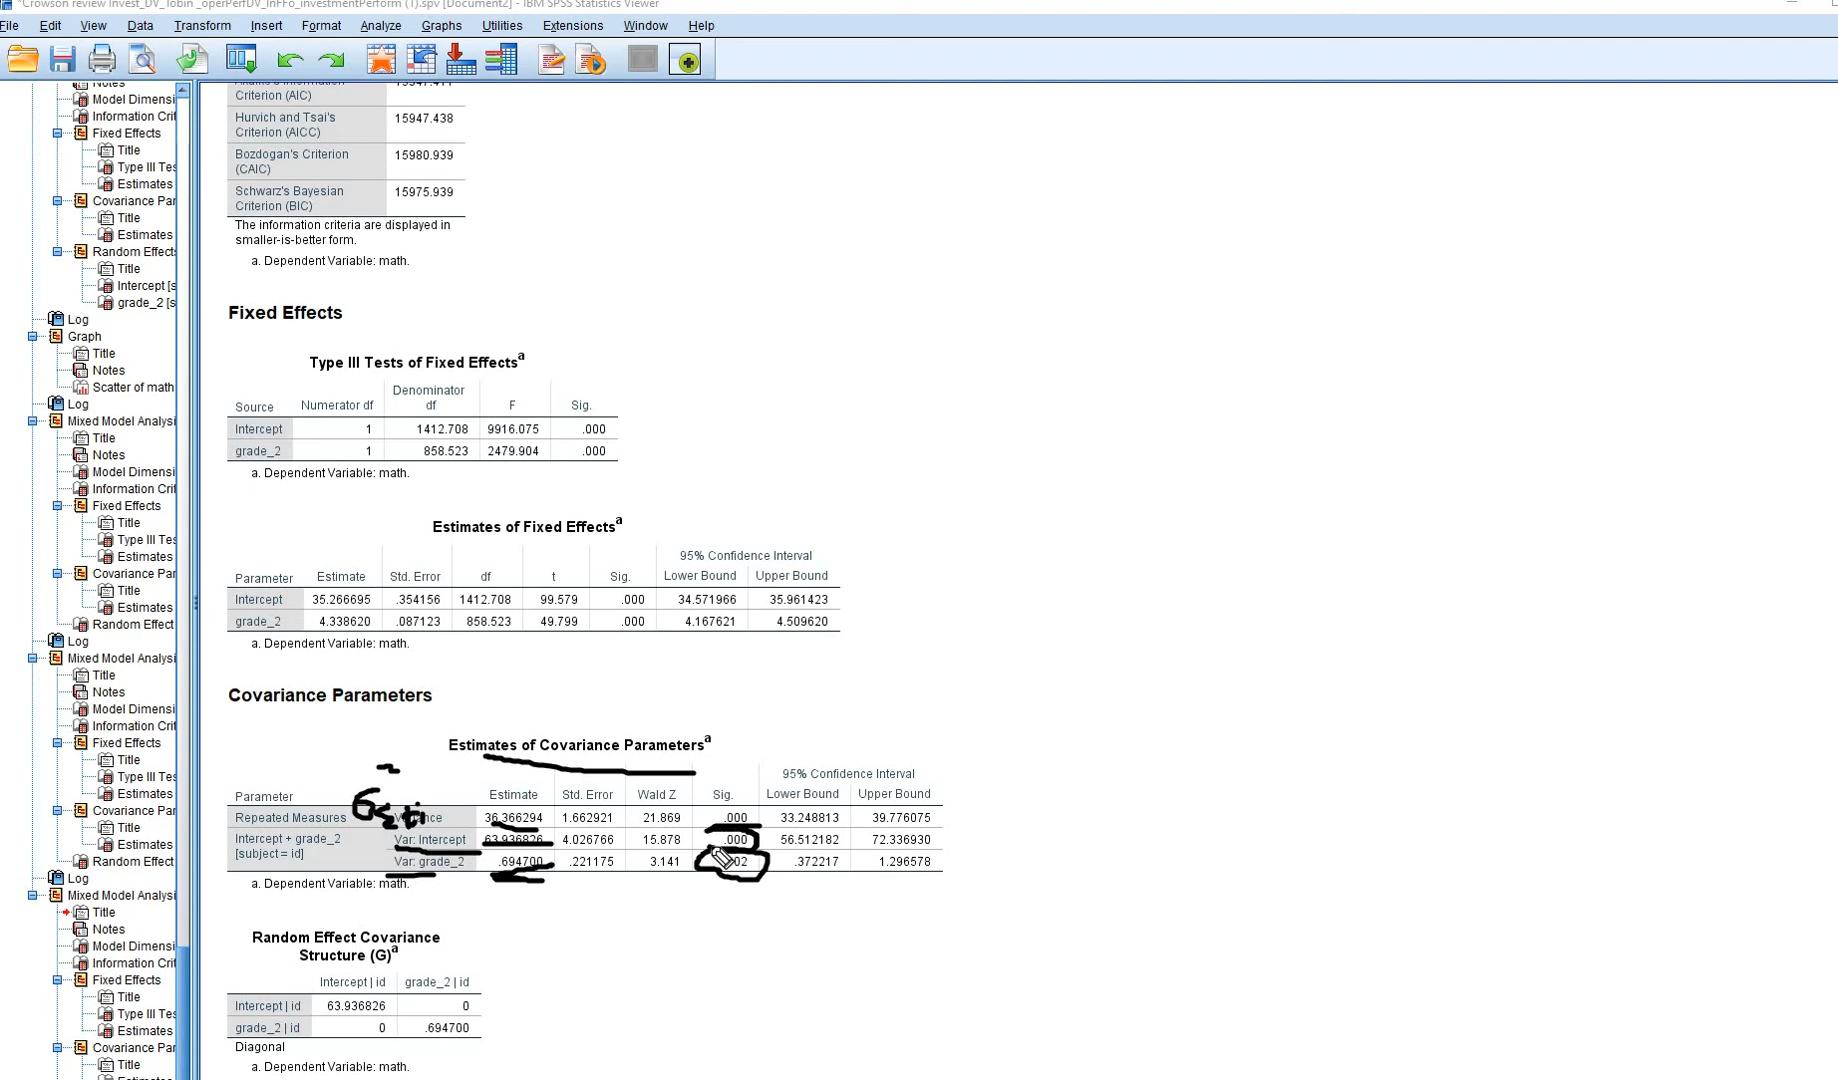 *Crowson review Invest_DV_Tobin _operPerfDV_InFFo_investmentPerform (1).spv [Document2] - IBM SPSS Statistics Viewer
File Edit View Data Transform Insert Format Analyze Graphs Utilities Extensions Window Help
Notes
Model Dimensi
Information Crit
Fixed Effects
Title
Type III Tes
Estimates
Covariance Par
Title
Estimates
Random Effects
Title
Intercept [s
grade_2 [s
Log
Graph
Title
Notes
Scatter of math
Log
Mixed Model Analysi
Title
Notes
Model Dimensi
Information Crit
Fixed Effects
Title
Type III Te
Estimates
Covariance Par
Title
Estimates
Random Effect
Log
Mixed Model Analysi
Title
Notes
Model Dimensi
Information Crit
Fixed Effects
Title
Type III Te
Estimates
Covariance Par
Title
Estimates
Random Effect
Log
Mixed Model Analysi
Title
Notes
Model Dimensi
Information Crit
Fixed Effects
Title
Type III Te
Estimates
Covariance Par
Title
Criterion (AIC)
Hurvich and Tsai's 15947.438
Criterion (AICC)
Bozdogan's Criterion 15980.939
(CAIC)
Schwarz's Bayesian 15975.939
Criterion (BIC)
The information criteria are displayed in
smaller-is-better form.
a. Dependent Variable: math.
Fixed Effects
Type III Tests of Fixed Effects a
Denominator
Source Numerator df df F Sig.
Intercept 1 1412.708 9916.075 .000
grade_2 1 858.523 2479.904 .000
a. Dependent Variable: math.
Estimates of Fixed Effects a
95% Confidence Interval
Parameter Estimate Std. Error df t Sig. Lower Bound Upper Bound
Intercept 35.266695 .354156 1412.708 99.579 .000 34.571966 35.961423
grade_2 4.338620 .087123 858.523 49.799 .000 4.167621 4.509620
a. Dependent Variable: math.
Covariance Parameters
Estimates of Covariance Parameters a
95% Confidence Interval
Parameter Estimate Std. Error Wald Z Sig. Lower Bound Upper Bound
Repeated Measures 36.366294 1.662921 21.869 .000 33.248813 39.776075
Intercept + grade_2 Var: Intercept 63.936826 4.026766 15.878 .000 56.512182 72.336930
[subject = id]
Var: grade_2 .694700 .221175 3.141 .372217 1.296578
a. Dependent Variable: math.
Random Effect Covariance
Structure (G) a
Intercept | id grade_2 | id
Intercept | id 63.936826 0
grade_2 | id 0 .694700
Diagonal
a. Dependent Variable: math.